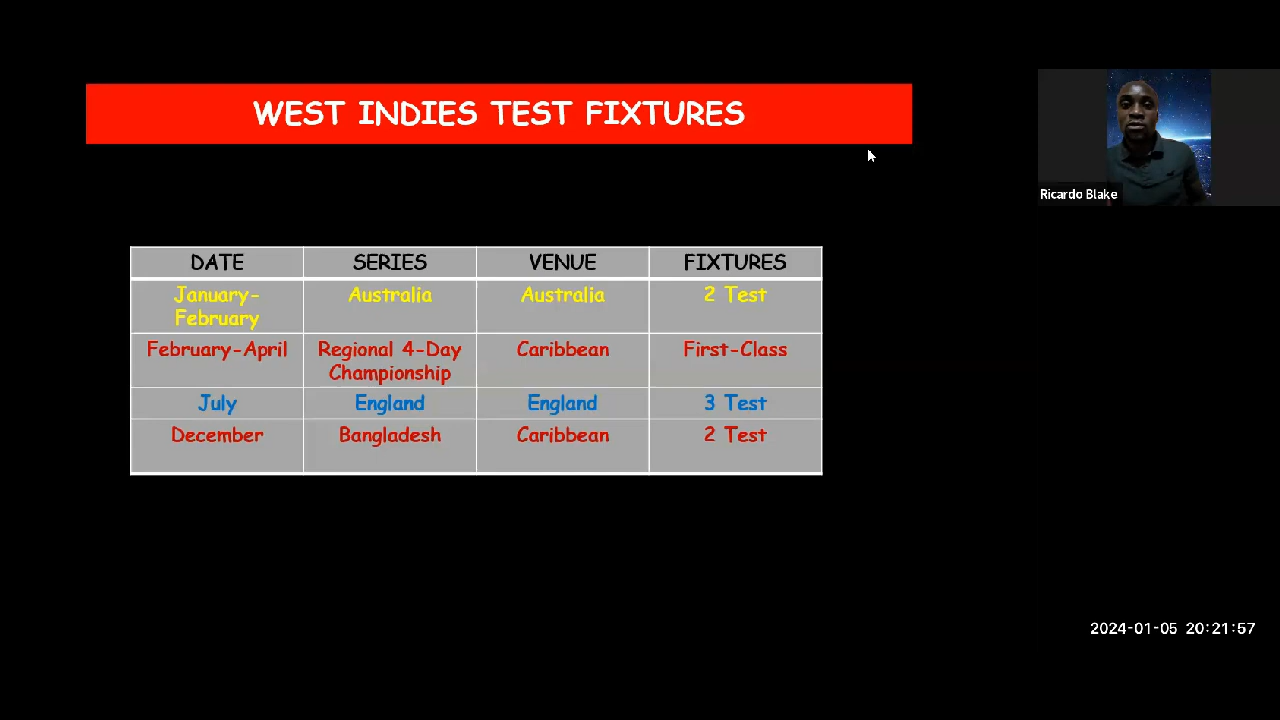 WEST INDIES TEST FIXTURES
Ricardo Blake
DATE SERIES VENUE FIXTURES
January-
February Australia Australia 2 Test
February-April Regional 4-Day
Championship Caribbean First-Class
July England England 3 Test
December Bangladesh Caribbean 2 Test
2024-01-05 20:21:57